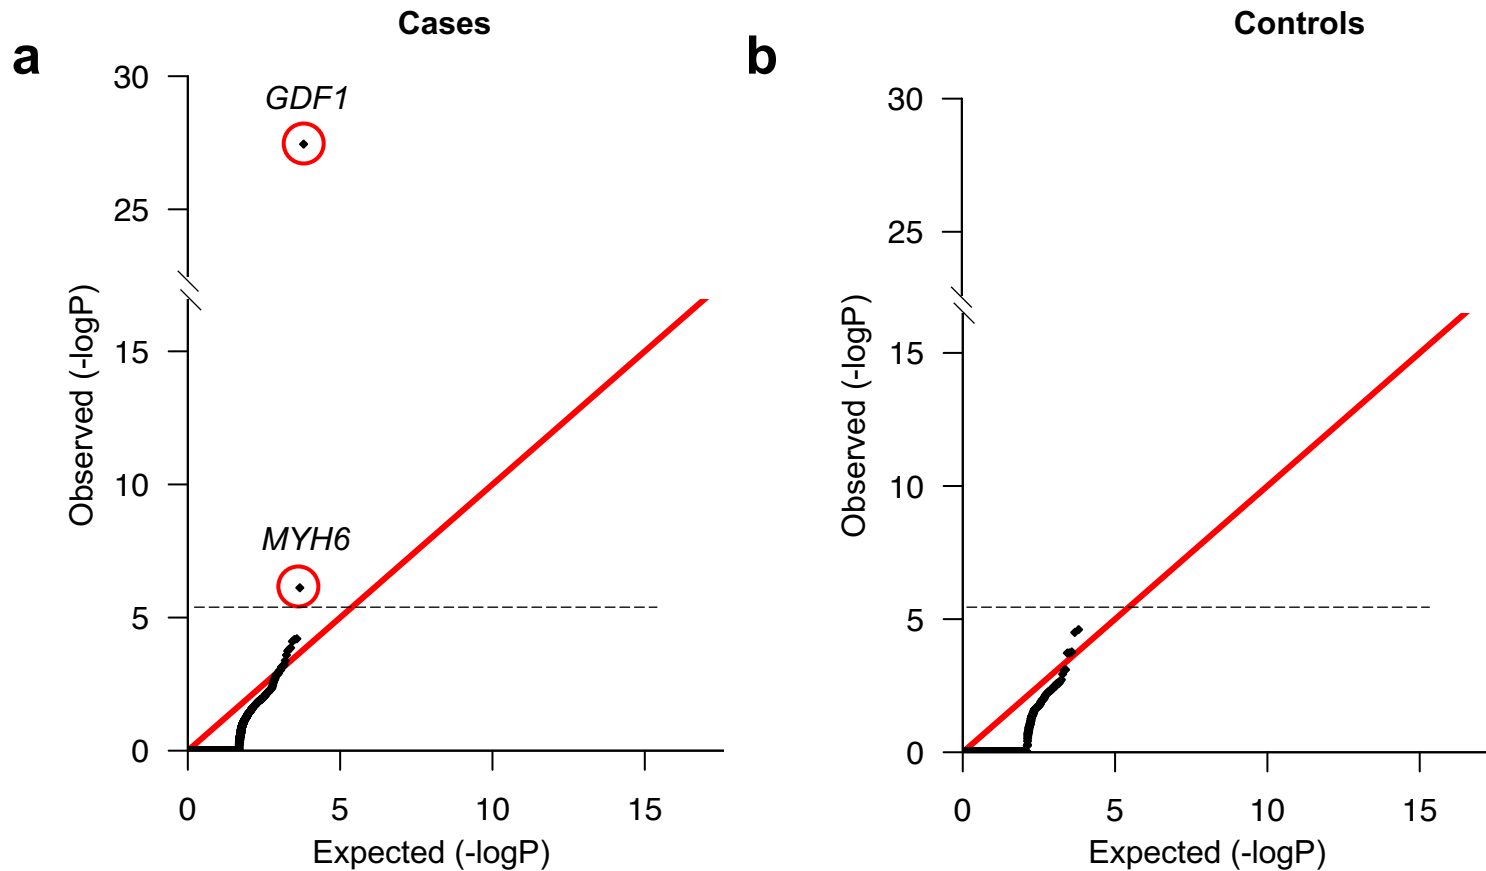 Cases
a
30
GDF1
25
Observed (-logP)
15
10
MYH6
5
0
0 5 10 15
Expected (-logP)
Controls
b
30
25
Observed (-logP)
15
10
5
0
0 5 10 15
Expected (-logP)